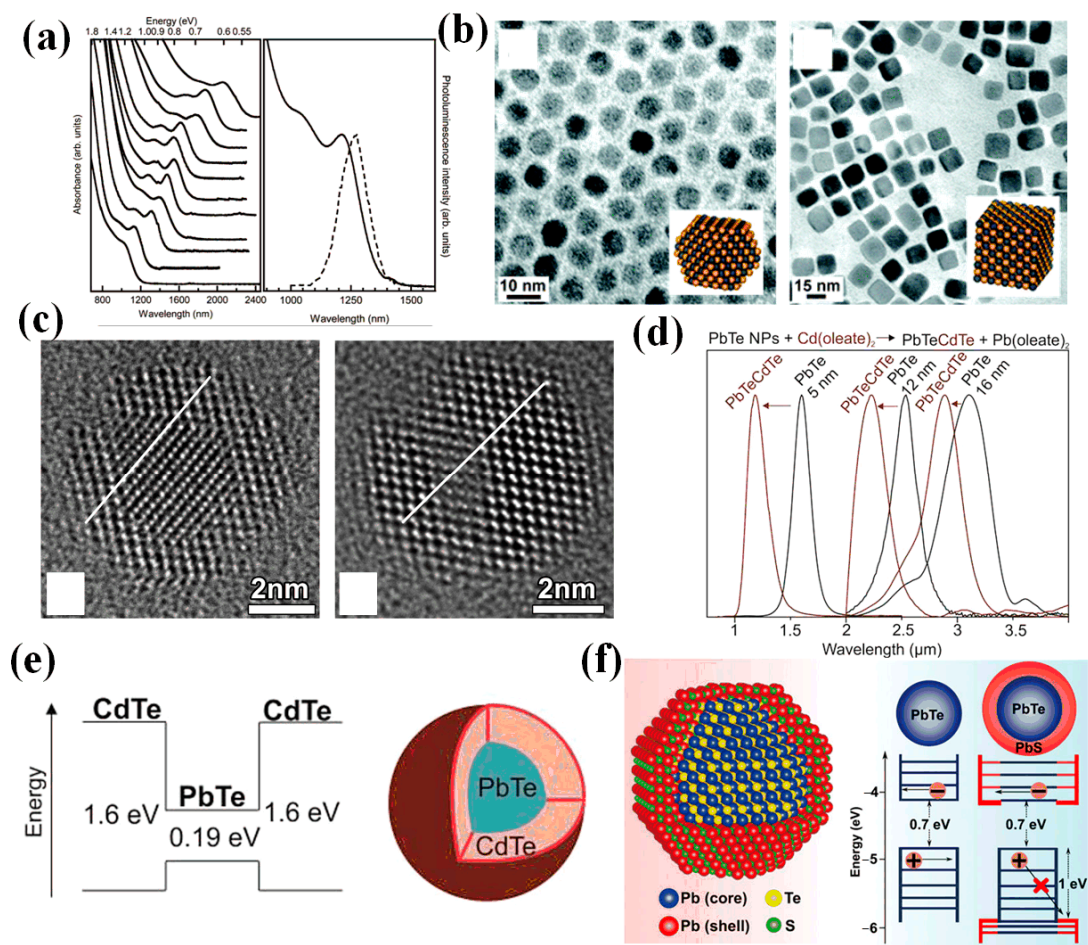 (a)
Energy (eV)
1.8 1.4 1.2 1.00.9 0.8 0.7 0.6 0.55
Absorbance (arb. units)
Photoluminescence intensity (arb. units)
800 1200 1600 2000 2400
1000 1250 1500
Wavelength (nm)
Wavelength (nm)
(b)
10 nm
15 nm
(c)
2nm
2nm
(d)
PbTe NPs + Cd(oleate)₂ → PbTeCdTe + Pb(oleate)₂
PbTeCdTe
PbTe
5 nm
PbTeCdTe
PbTe
12 nm
PbTeCdTe
PbTe
16 nm
1 1.5 2 2.5 3 3.5
Wavelength (µm)
(e)
Energy
CdTe
CdTe
PbTe
1.6 eV
1.6 eV
0.19 eV
PbTe
CdTe
(f)
Pb (core)
Te
Pb (shell)
S
PbTe
PbTe
PbS
Energy (eV)
-4
-5
-6
0.7 eV
0.7 eV
1 eV